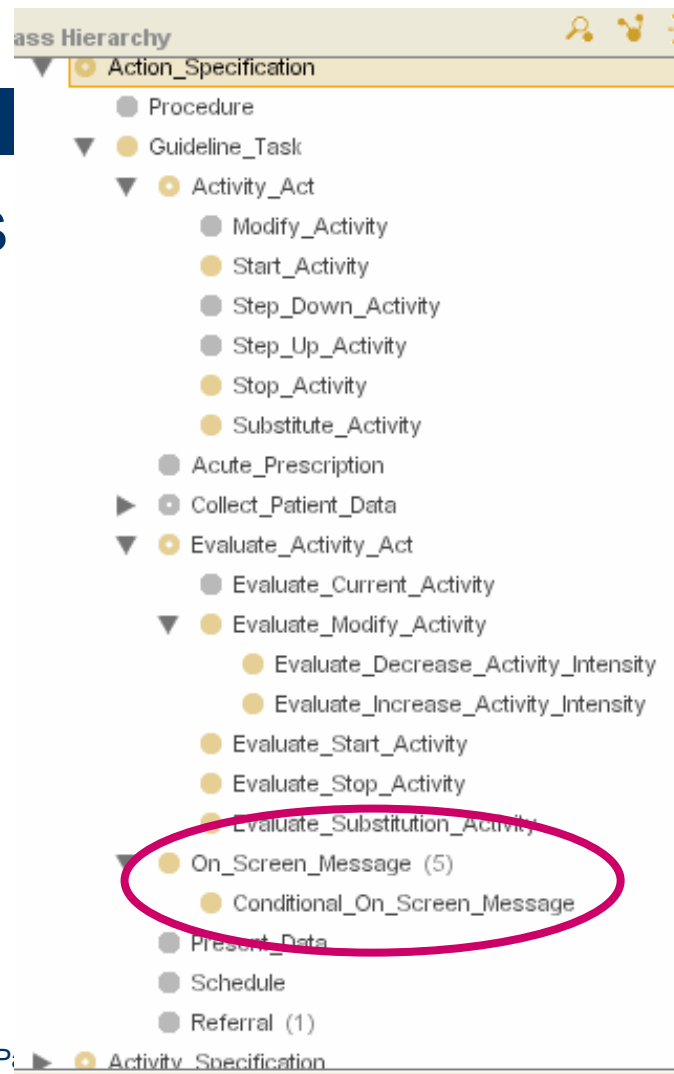 ass Hierarchy
Action_Specification
Procedure
Guideline_Task
s
Activity_Act
Modify_Activity
Start_Activity
Step_Down_Activity
Step_Up_Activity
Stop_Activity
Substitute_Activity
Acute_Prescription
Collect_Patient_Data
Evaluate_Activity_Act
Evaluate_Current_Activity
Evaluate_Modify_Activity
Evaluate_Decrease_Activity_Intensity
Evaluate_Increase_Activity_Intensity
Evaluate_Start_Activity
Evaluate_Stop_Activity
Evaluate_Substitution_Activity
On_Screen_Message (5)
Conditional_On_Screen_Message
Present_Data
Schedule
Referral (1)
Pa
Activity_Specification